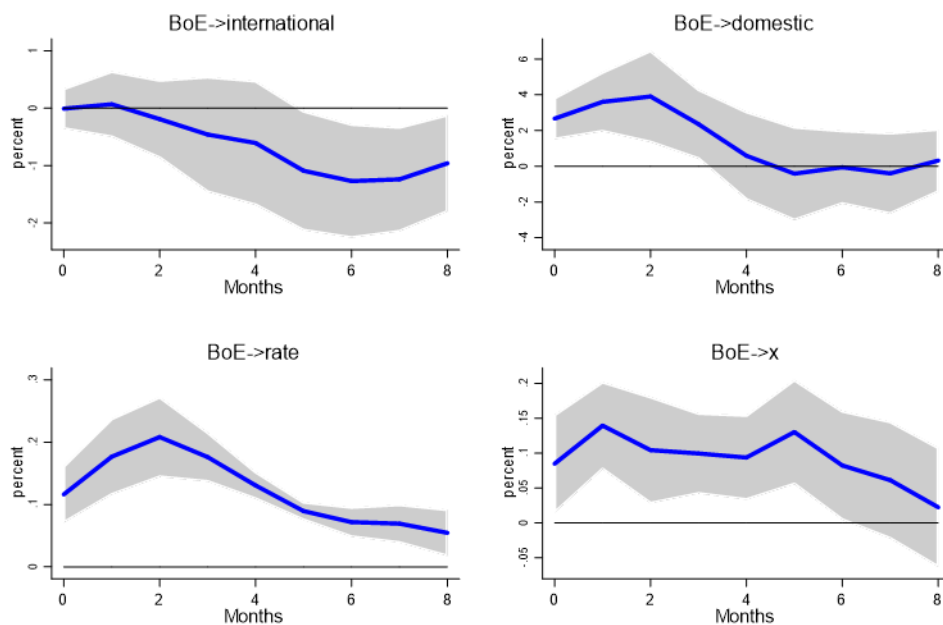 BoE->international
1
0
-1
-2
percent
0 2 4 6 8
Months
BoE->domestic
6
4
2
0
-2
-4
percent
0 2 4 6 8
Months
BoE->rate
.3
.2
.1
0
percent
0 2 4 6 8
Months
BoE->x
.2
.15
.1
.05
0
-.05
percent
0 2 4 6 8
Months